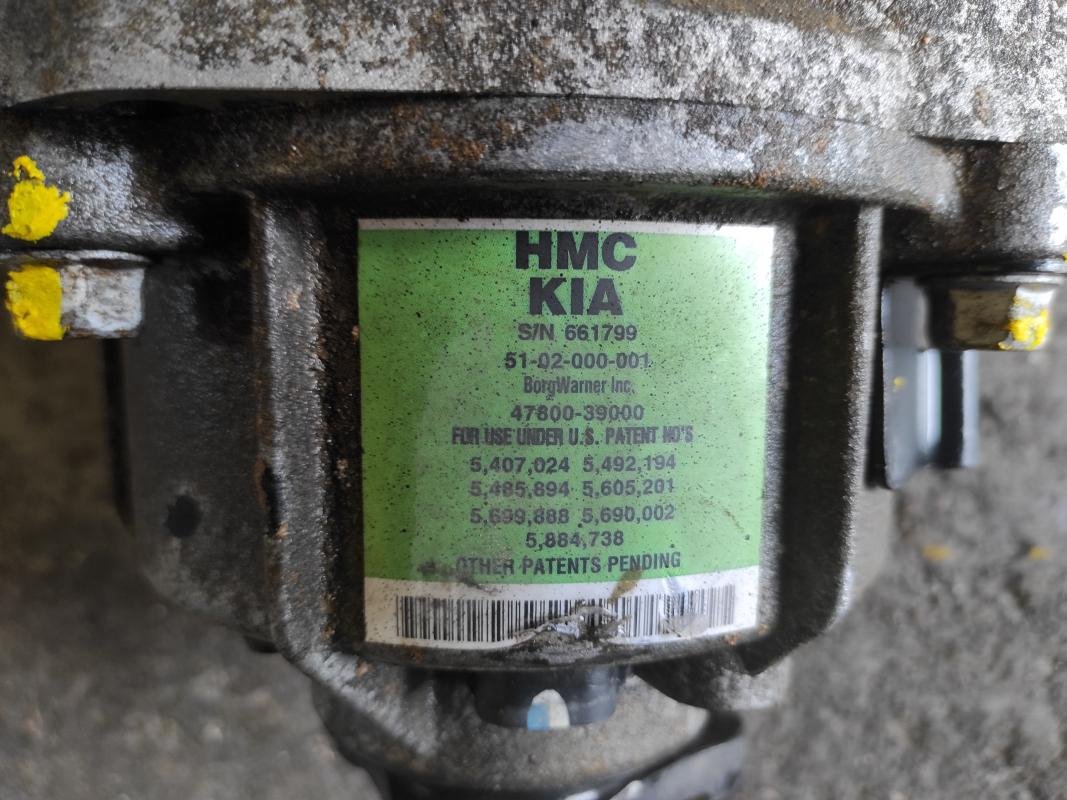 HMC
KIA
S/N 661799
51-02-000-001
BorgWarner Inc.
47800-39000
FOR USE UNDER U.S. PATENT NO'S
5,407,024 5,492,194
5,485,894 5,605,201
5,699,888 5,690,002
5,884,738
OTHER PATENTS PENDING